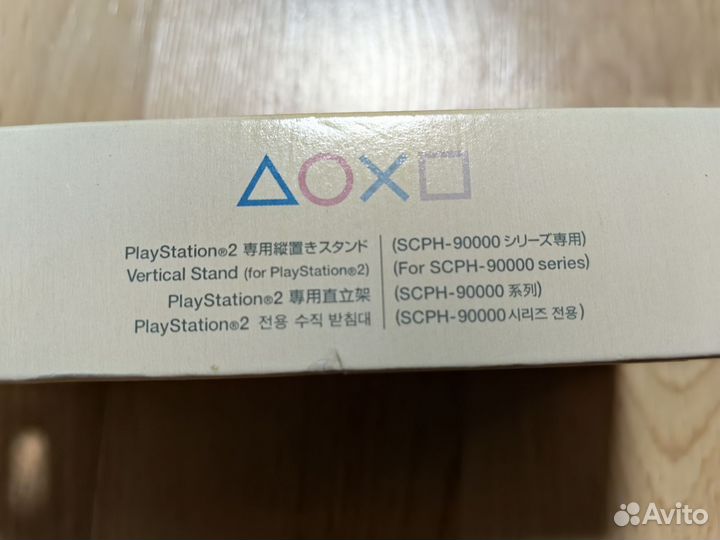 PlayStation®2 専用縦置きスタンド (SCPH-90000 シリーズ専用)
Vertical Stand (for PlayStation®2) (For SCPH-90000 series)
PlayStation®2 専用直立架 (SCPH-90000 系列)
PlayStation®2 전용 수직 받침대 (SCPH-90000 시리즈 전용)
Avito